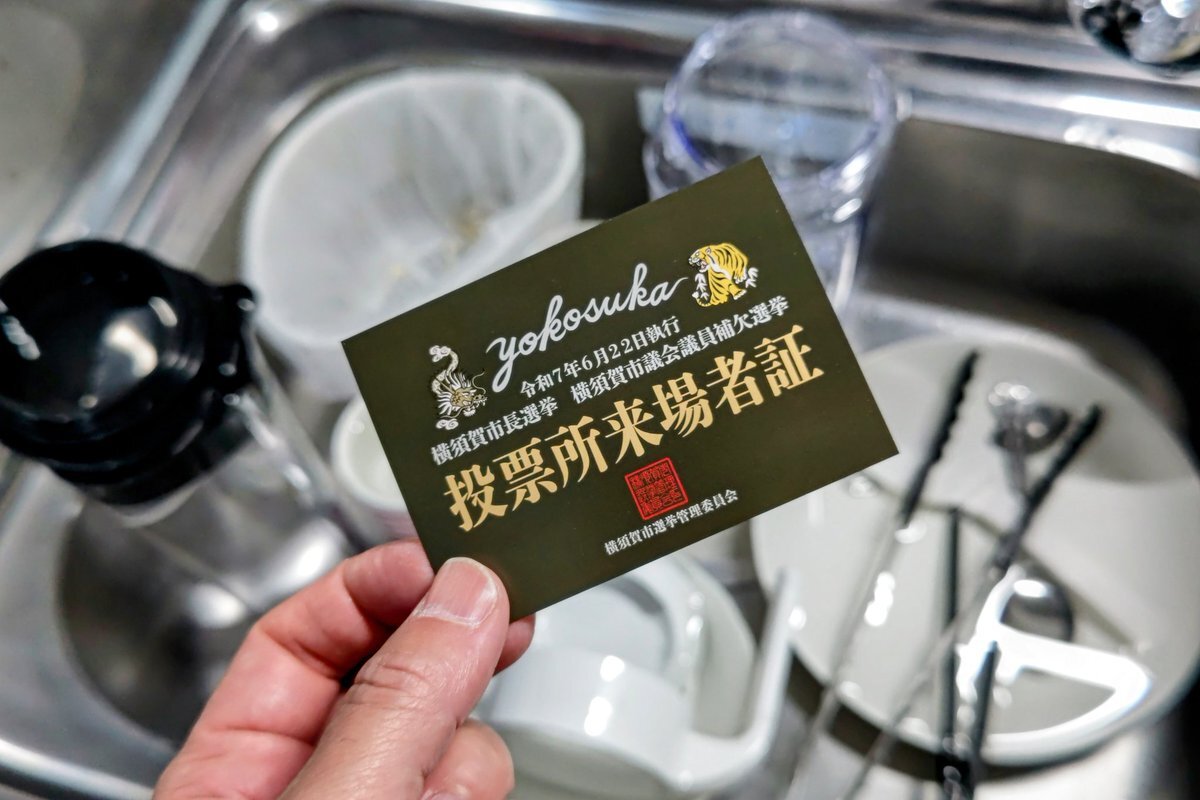 yokosuka
令和7年6月22日執行
横須賀市長選挙 横須賀市議会議員補欠選挙
投票所来場者証
横須賀市選挙管理委員会